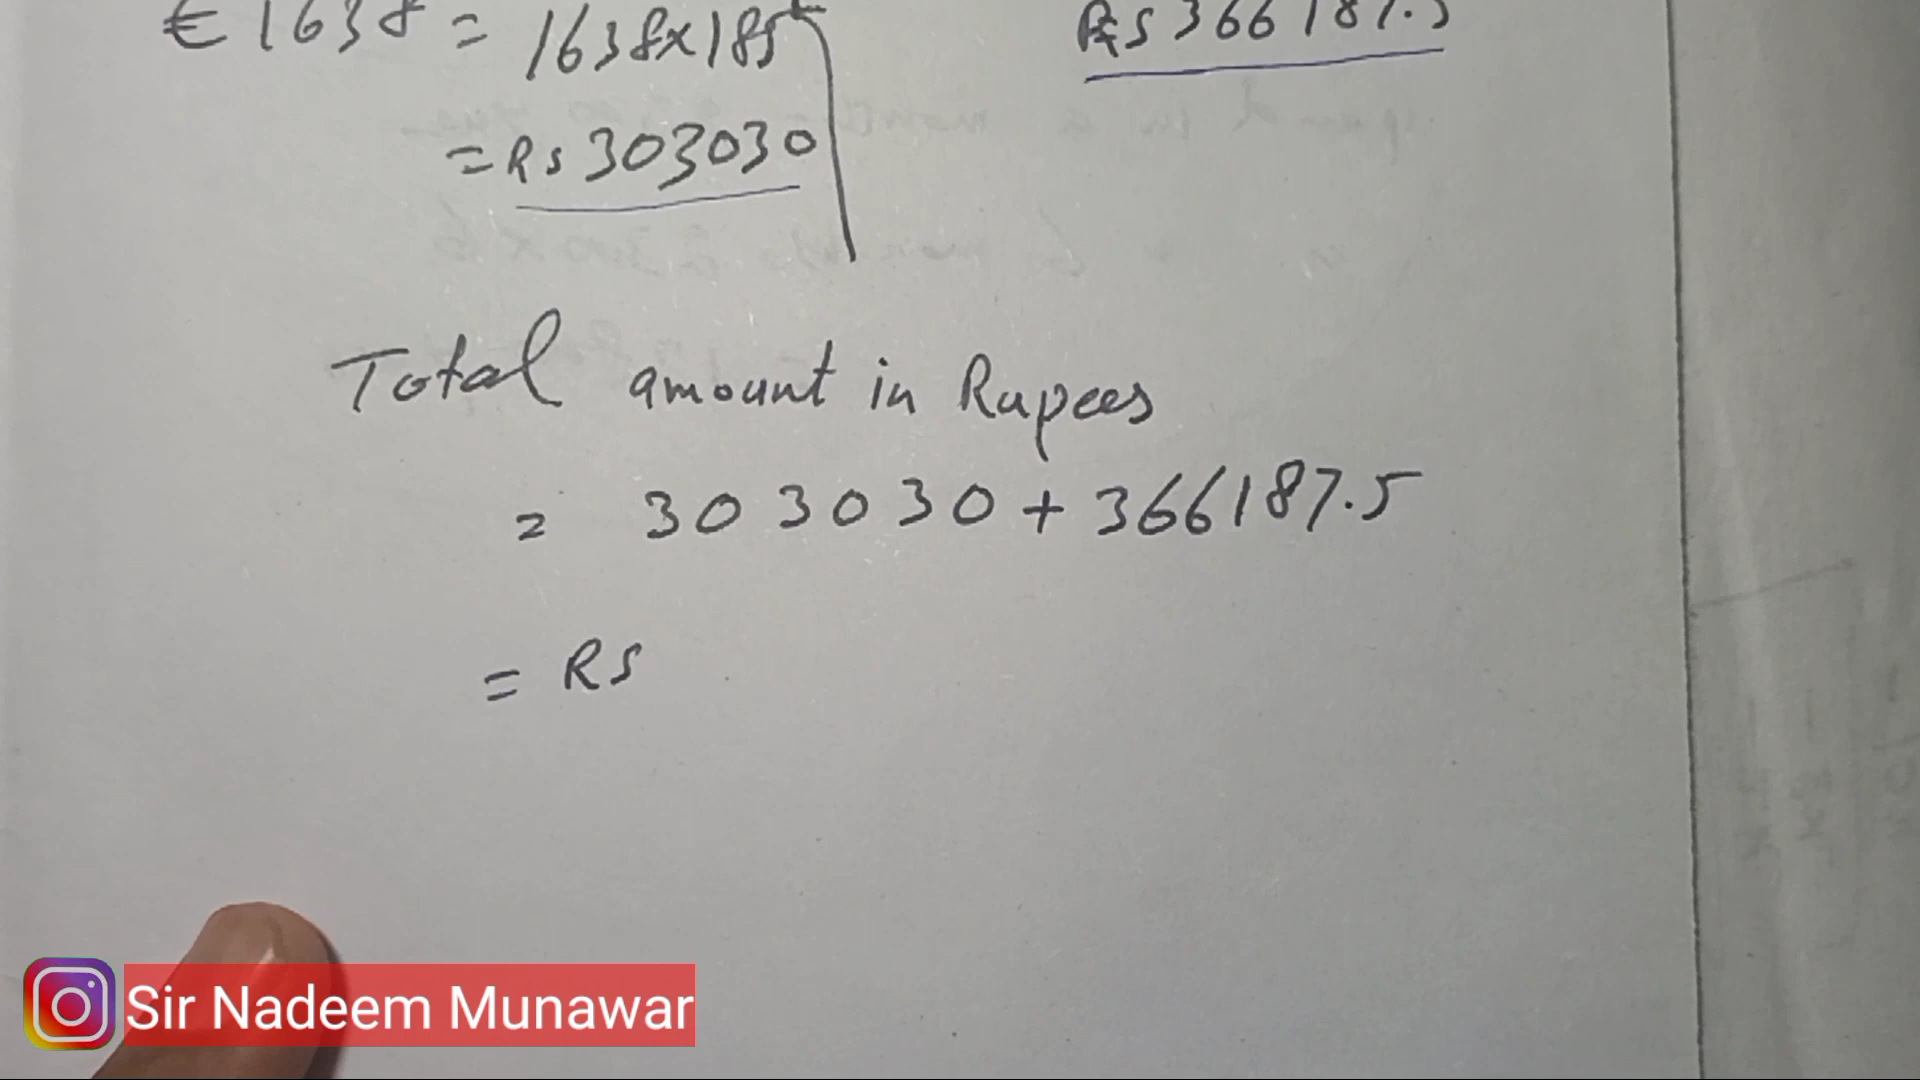 €1638 = 1638x185
= Rs 303030
Rs 366187.5
Total amount in Rupees
= 303030 + 366187.5
= RS
Sir Nadeem Munawar